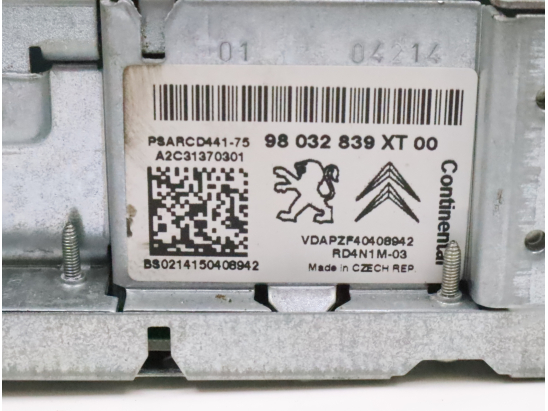 01 04214
PSARCD441-75
A2C31370301
98 032 839 XT 00
Continental
VDAPZF40408942
RD4N1M-03
BS0214150408942
Made in CZECH REP